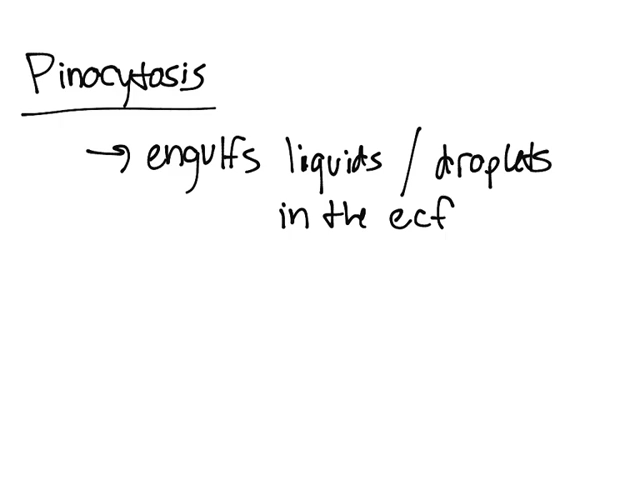 Pinocytosis
→ engulfs liquids / droplets
in the ecf